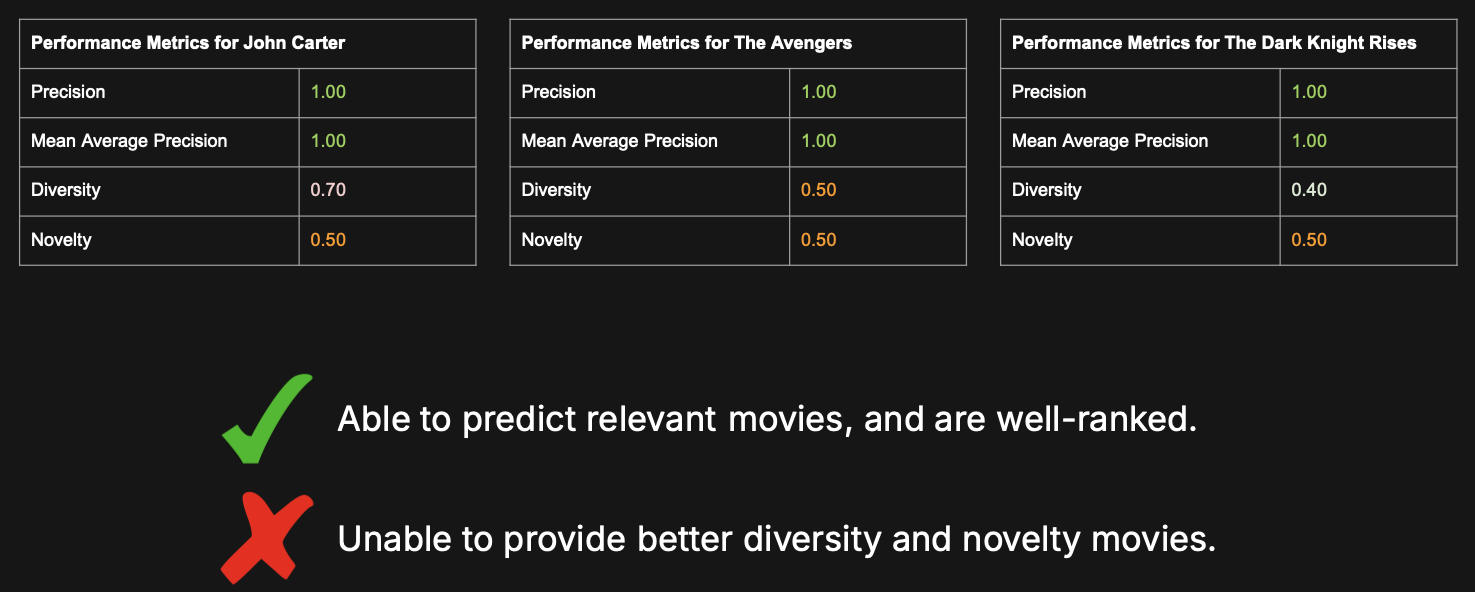 Performance Metrics for John Carter
Precision 1.00
Mean Average Precision 1.00
Diversity 0.70
Novelty 0.50
Performance Metrics for The Avengers
Precision 1.00
Mean Average Precision 1.00
Diversity 0.50
Novelty 0.50
Performance Metrics for The Dark Knight Rises
Precision 1.00
Mean Average Precision 1.00
Diversity 0.40
Novelty 0.50
Able to predict relevant movies, and are well-ranked.
Unable to provide better diversity and novelty movies.